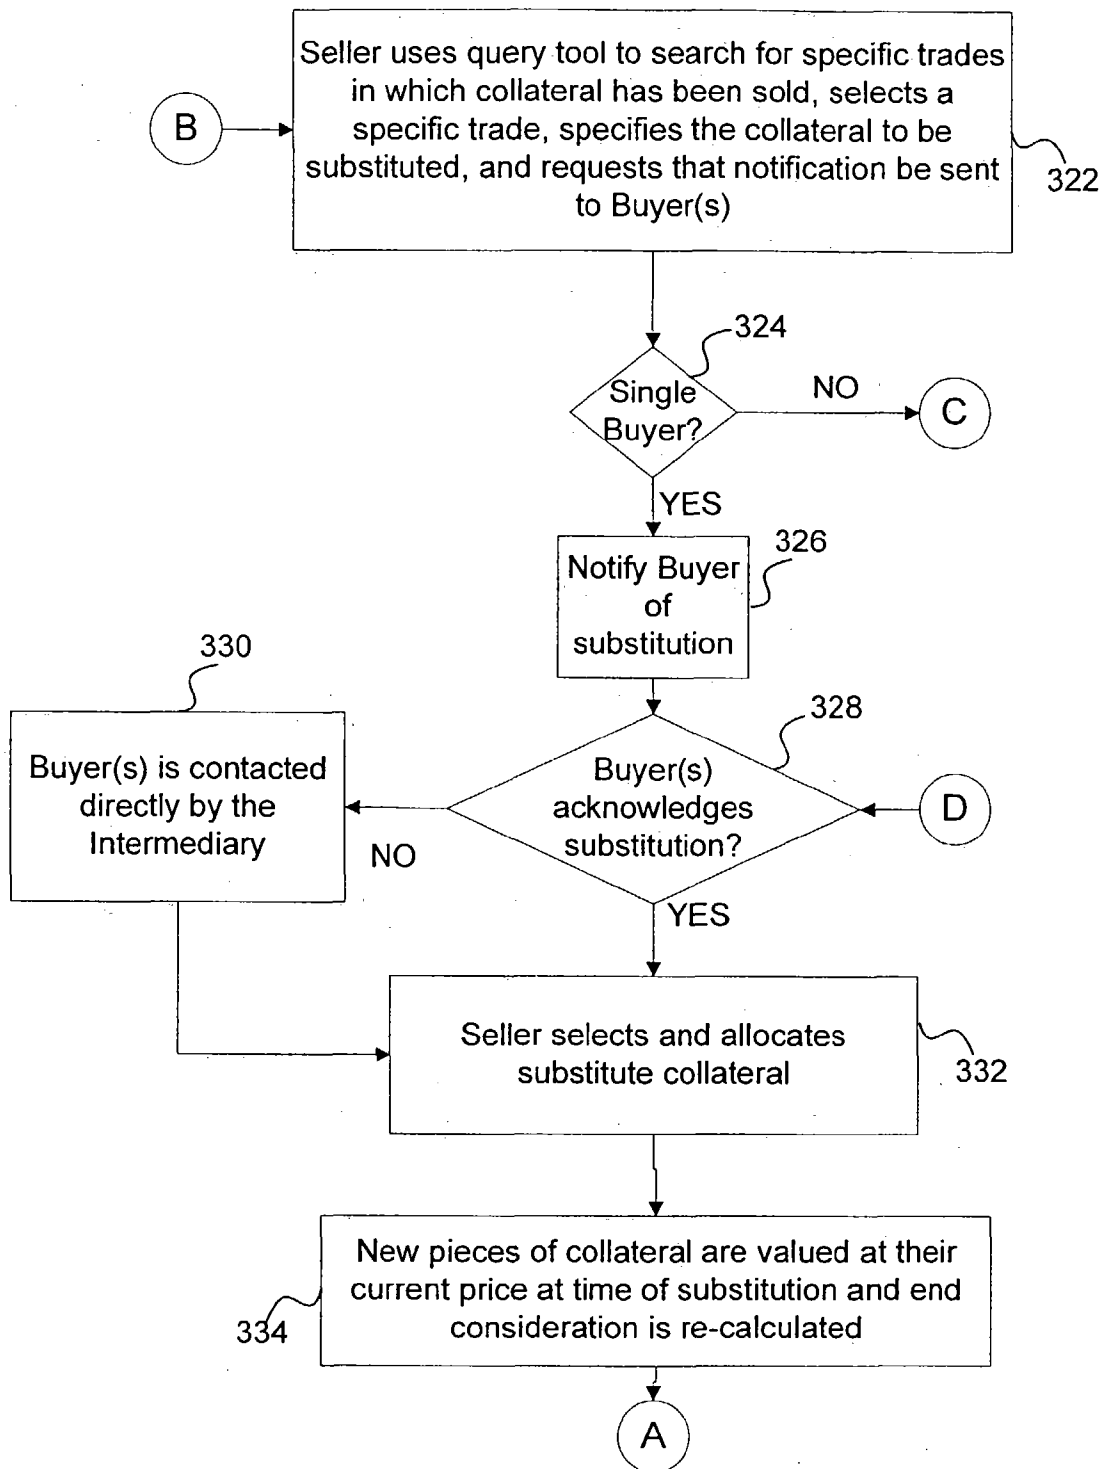 Seller uses query tool to search for specific trades
in which collateral has been sold, selects a
specific trade, specifies the collateral to be
substituted, and requests that notification be sent
to Buyer(s)
B
322
324
Single
Buyer?
NO
C
YES
326
Notify Buyer
of
substitution
330
328
Buyer(s) is contacted
directly by the
Intermediary
Buyer(s)
acknowledges
substitution?
D
NO
YES
Seller selects and allocates
substitute collateral
332
New pieces of collateral are valued at their
current price at time of substitution and end
consideration is re-calculated
334
A